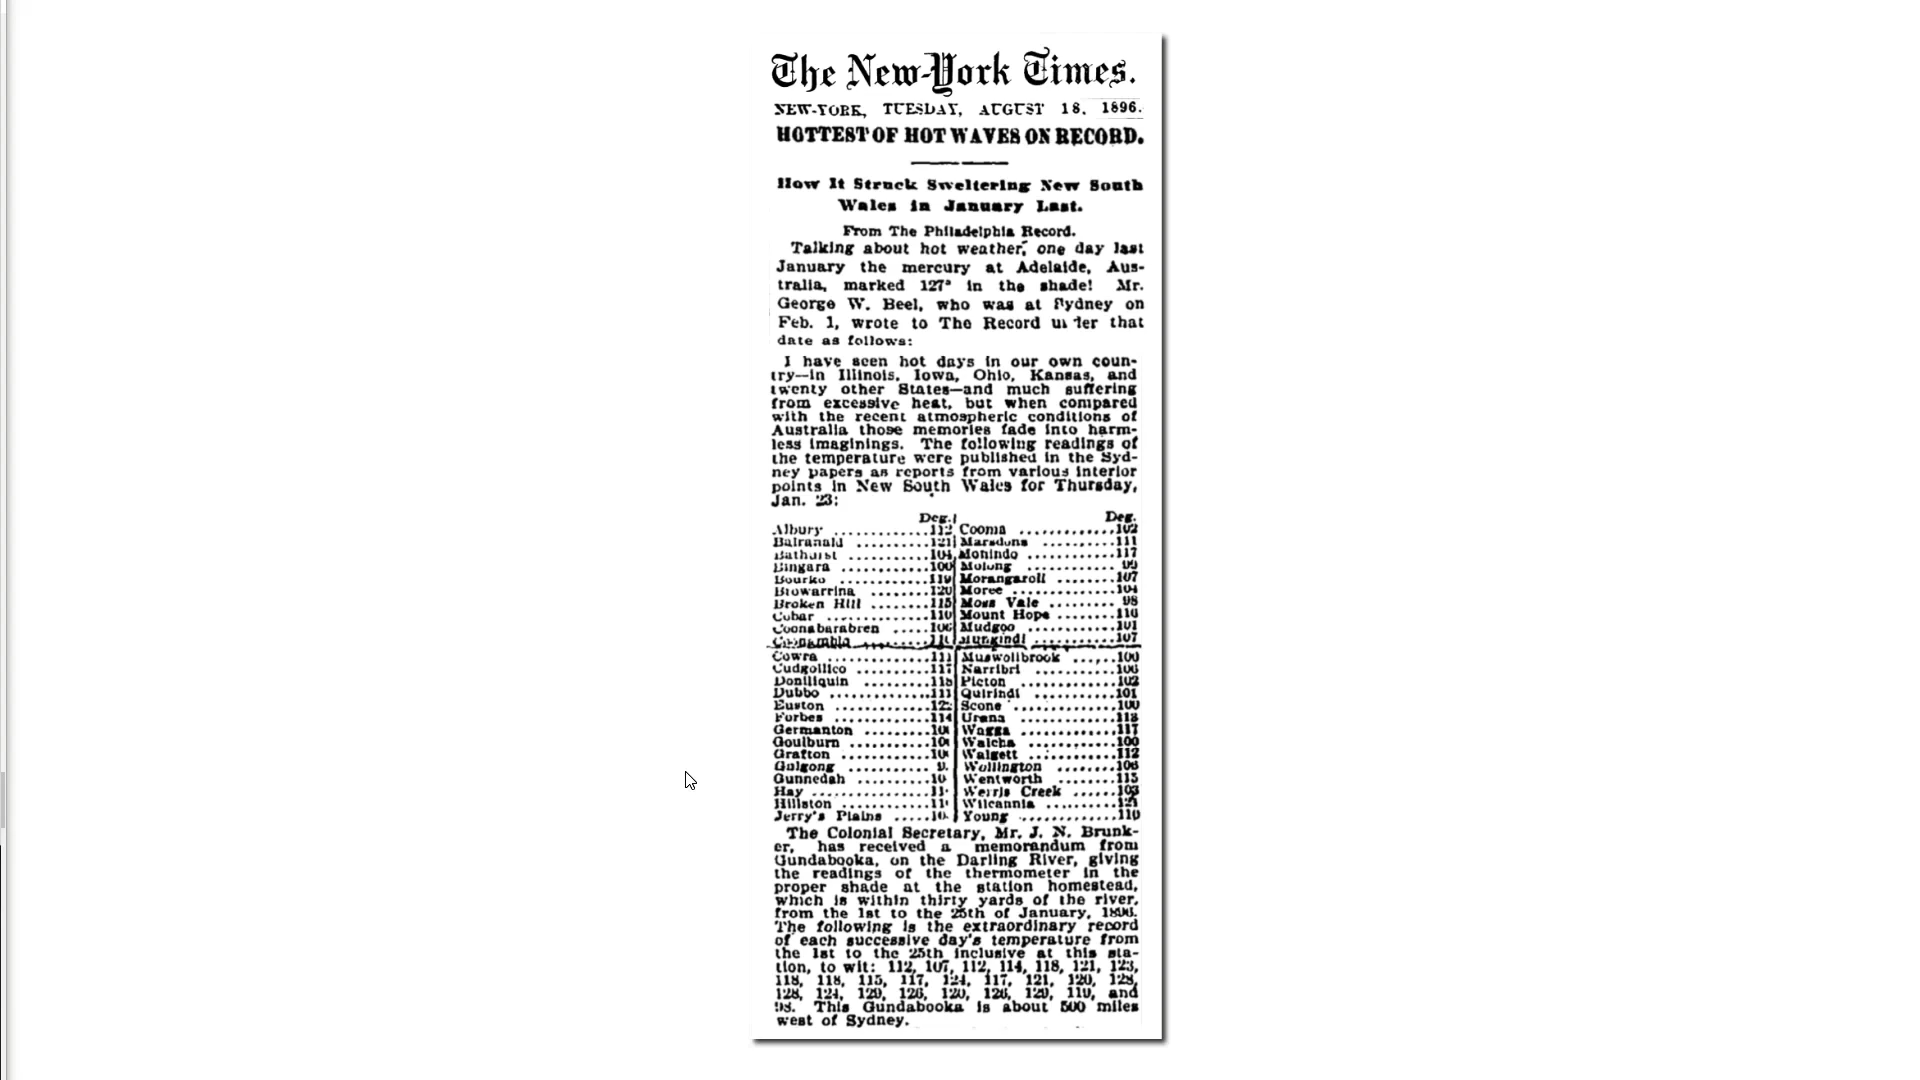 The New-York Times.
NEW-YORK, TUESDAY, AUGUST 18, 1896.
HOTTEST OF HOT WAVES ON RECORD.
How It Struck Sweltering New South
Wales in January Last.
From The Philadelphia Record.
Talking about hot weather, one day last
January the mercury at Adelaide, Aus-
tralia, marked 127° in the shade! Mr.
George W. Beel, who was at Sydney on
Feb. 1, wrote to The Record under that
date as follows:
I have seen hot days in our own coun-
try—in Illinois, Iowa, Ohio, Kansas, and
twenty other States—and much suffering
from excessive heat, but when compared
with the recent atmospheric conditions of
Australia those memories fade into harm-
less imaginings. The following readings of
the temperature were published in the Syd-
ney papers as reports from various interior
points in New South Wales for Thursday,
Jan. 23:
Deg. Deg.
Albury ............112 Cooma ............102
Balranald .........121 Marsdens .........111
Bathurst ..........104 Menindo ...........117
Bingara ...........100 Molong ............ 99
Bourke ............119 Morangaroll ........107
Brewarrina .........120 Moree .............104
Broken Hill ........115 Moss Vale ......... 98
Cobar .............110 Mount Hope ........110
Coonabarabren .....106 Mudgee ............101
Coonamble Mungindi ...........107
Cowra .............111 Muswellbrook ......100
Cudgellico .........117 Narribri ..........106
Deniliquin .........118 Picton ............102
Dubbo .............111 Quirindi ..........101
Euston ............ Scone .............100
Forbes ............114 Urana .............118
Germanton ......... Wagga .............117
Goulburn .......... Walcha ............100
Grafton ........... Walgett ...........112
Gulgong ........... Wellington ........108
Gunnedah .......... Wentworth .........115
Hay ............... Werris Creek ......103
Hillston .......... Wilcannia .........121
Jerry's Plains ..... Young .............110
The Colonial Secretary, Mr. J. N. Brunk-
er, has received a memorandum from
Gundabooka, on the Darling River, giving
the readings of the thermometer in the
proper shade at the station homestead,
which is within thirty yards of the river,
from the 1st to the 25th of January, 1896.
The following is the extraordinary record
of each successive day's temperature from
the 1st to the 25th inclusive at this sta-
tion, to wit: 112, 107, 112, 114, 118, 121, 123,
118, 118, 115, 117, 124, 117, 121, 120, 128,
128, 124, 129, 126, 120, 126, 129, 119, and
98. This Gundabooka is about 500 miles
west of Sydney.